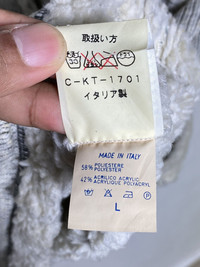 取扱い方
C-KT-1701
イタリア製
MADE IN ITALY
58% POLIESTERE
POLYESTER
42% ACRILICO ACRYLIC
ACRYLIQUE POLYACRYL
L